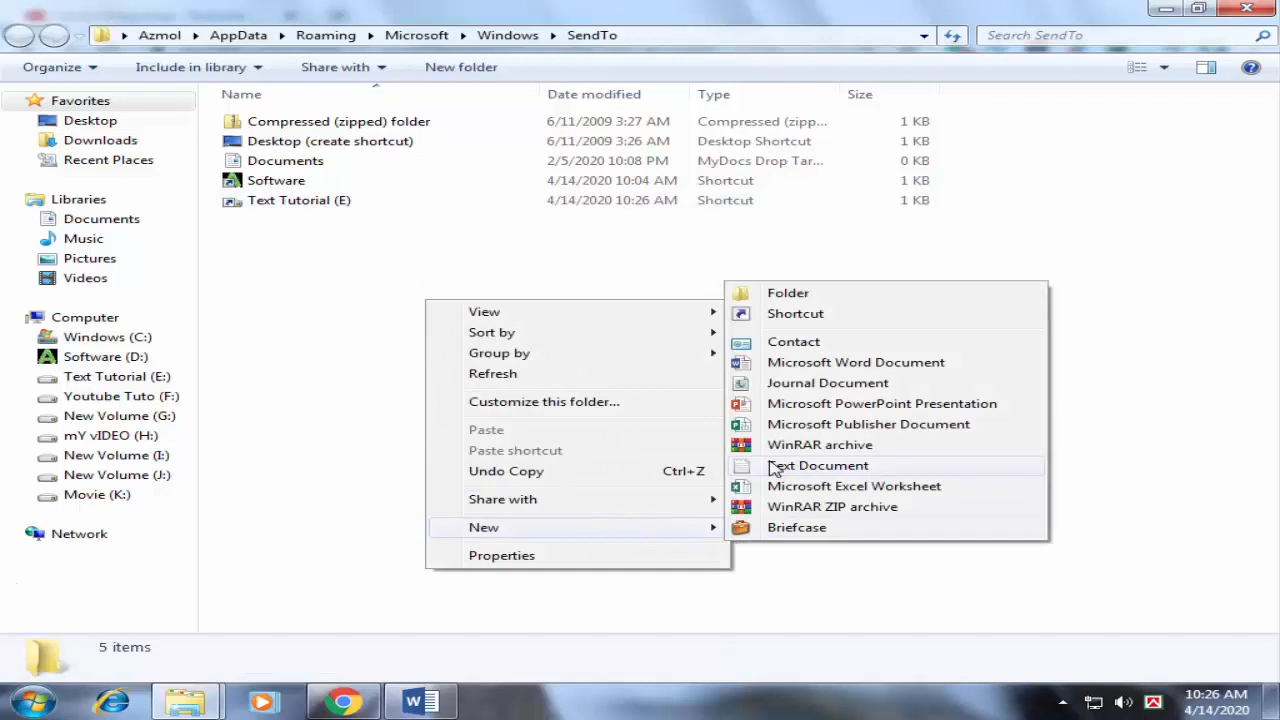 Azmol AppData Roaming Microsoft Windows SendTo Search SendTo
Organize Include in library Share with New folder
Favorites
Desktop
Downloads
Recent Places
Libraries
Documents
Music
Pictures
Videos
Computer
Windows (C:)
Software (D:)
Text Tutorial (E:)
Youtube Tuto (F:)
New Volume (G:)
mY vIDEO (H:)
New Volume (I:)
New Volume (J:)
Movie (K:)
Network
Name Date modified Type Size
Compressed (zipped) folder 6/11/2009 3:27 AM Compressed (zipp... 1 KB
Desktop (create shortcut) 6/11/2009 3:26 AM Desktop Shortcut 1 KB
Documents 2/5/2020 10:08 PM MyDocs Drop Tar... 0 KB
Software 4/14/2020 10:04 AM Shortcut 1 KB
Text Tutorial (E) 4/14/2020 10:26 AM Shortcut 1 KB
View
Sort by
Group by
Refresh
Customize this folder...
Paste
Paste shortcut
Undo Copy Ctrl+Z
Share with
New
Properties
Folder
Shortcut
Contact
Microsoft Word Document
Journal Document
Microsoft PowerPoint Presentation
Microsoft Publisher Document
WinRAR archive
Text Document
Microsoft Excel Worksheet
WinRAR ZIP archive
Briefcase
5 items
10:26 AM
4/14/2020